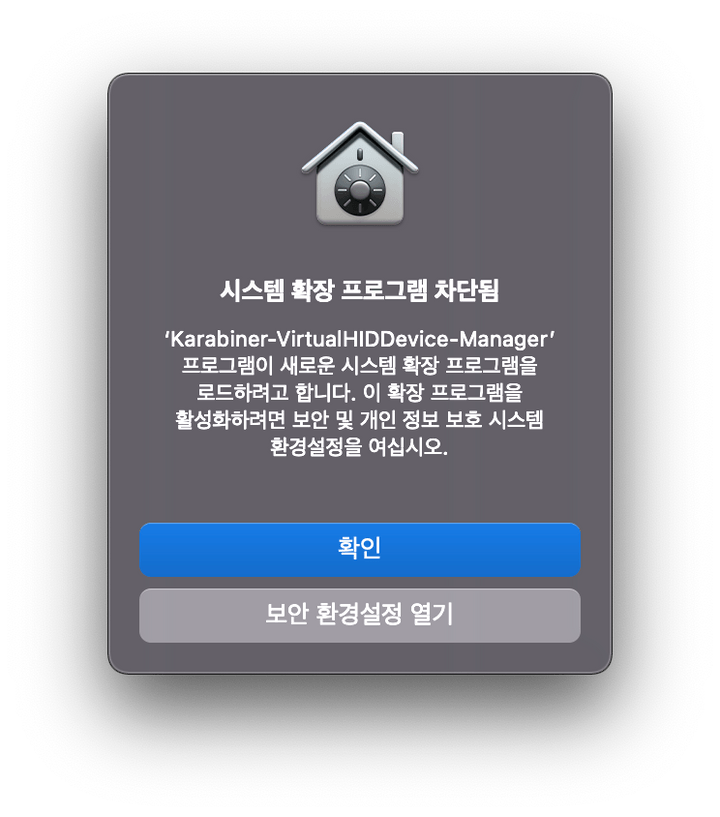 시스템 확장 프로그램 차단됨
‘Karabiner-VirtualHIDDevice-Manager’
프로그램이 새로운 시스템 확장 프로그램을
로드하려고 합니다. 이 확장 프로그램을
활성화하려면 보안 및 개인 정보 보호 시스템
환경설정을 여십시오.
확인
보안 환경설정 열기